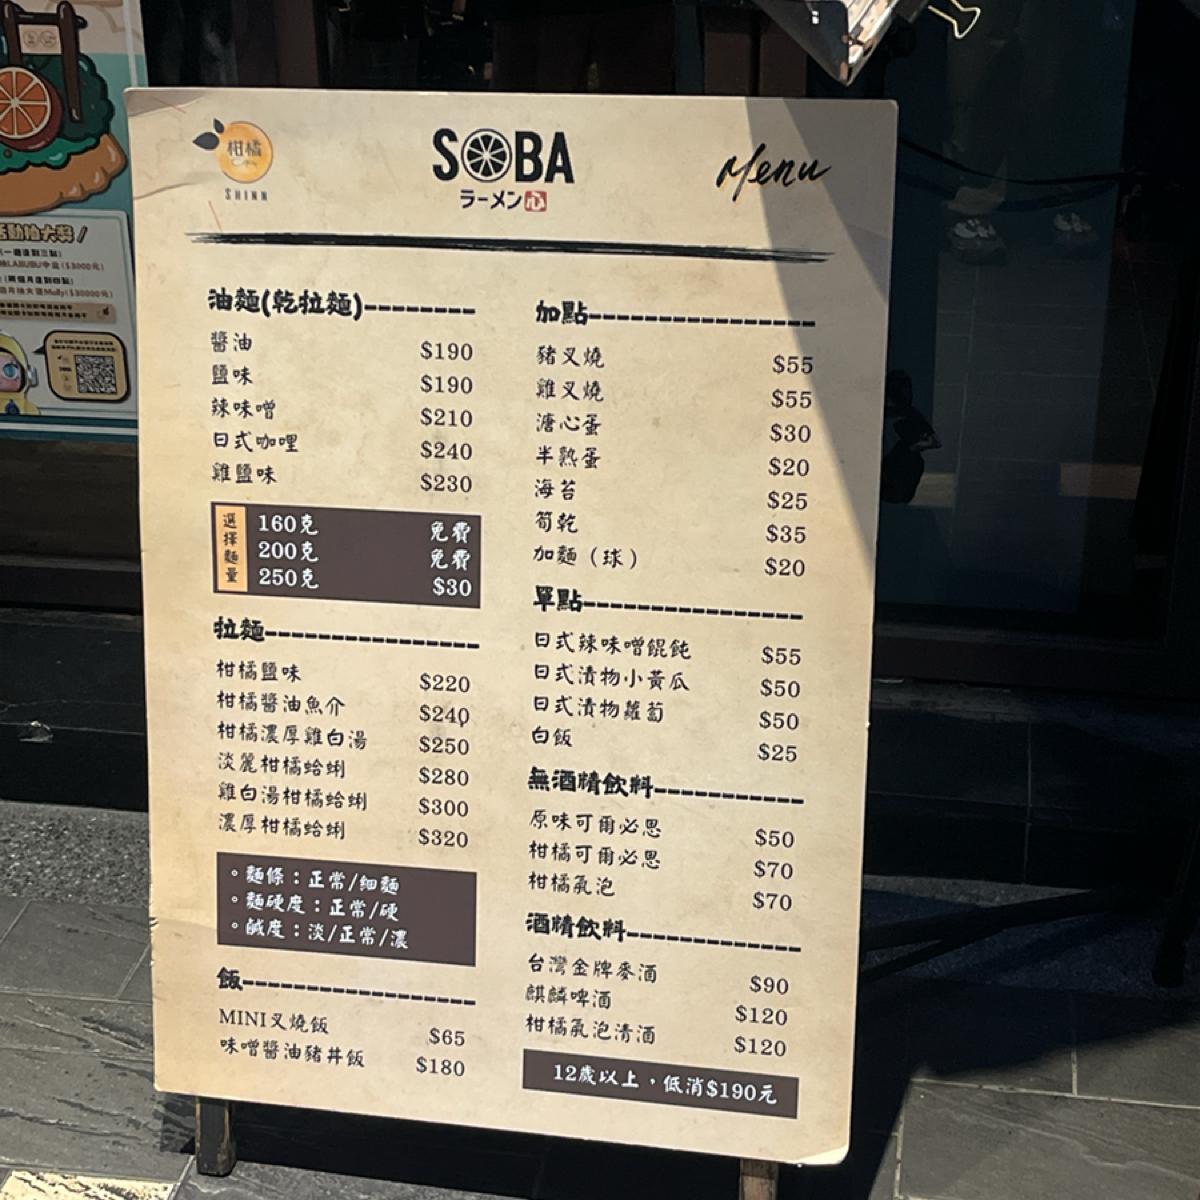 柑橘
SHINN
SOBA
ラーメン心
Menu
油麵(乾拉麵)
醬油 $190
鹽味 $190
辣味噌 $210
日式咖哩 $240
雞鹽味 $230
選擇麵量
160克 免費
200克 免費
250克 $30
拉麵
柑橘鹽味 $220
柑橘醬油魚介 $240
柑橘濃厚雞白湯 $250
淡麗柑橘蛤蜊 $280
雞白湯柑橘蛤蜊 $300
濃厚柑橘蛤蜊 $320
。麵條：正常/細麵
。麵硬度：正常/硬
。鹹度：淡/正常/濃
飯
MINI叉燒飯 $65
味噌醬油豬丼飯 $180
加點
豬叉燒 $55
雞叉燒 $55
溏心蛋 $30
半熟蛋 $20
海苔 $25
筍乾 $35
加麵（球） $20
單點
日式辣味噌餛飩 $55
日式漬物小黃瓜 $50
日式漬物蘿蔔 $50
白飯 $25
無酒精飲料
原味可爾必思 $50
柑橘可爾必思 $70
柑橘氣泡 $70
酒精飲料
台灣金牌麥酒 $90
麒麟啤酒 $120
柑橘氣泡清酒 $120
12歲以上，低消$190元